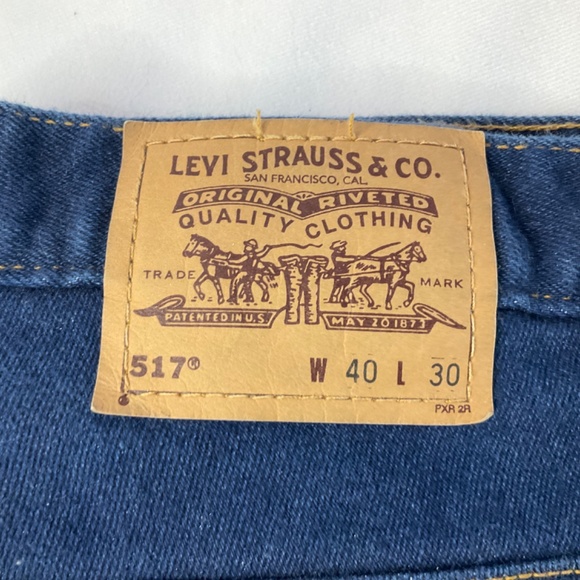 LEVI STRAUSS & CO.
SAN FRANCISCO, CAL.
ORIGINAL RIVETED
QUALITY CLOTHING
TRADE MARK
PATENTED IN U.S. MAY 20 1873
517® W 40 L 30
PXR 2R